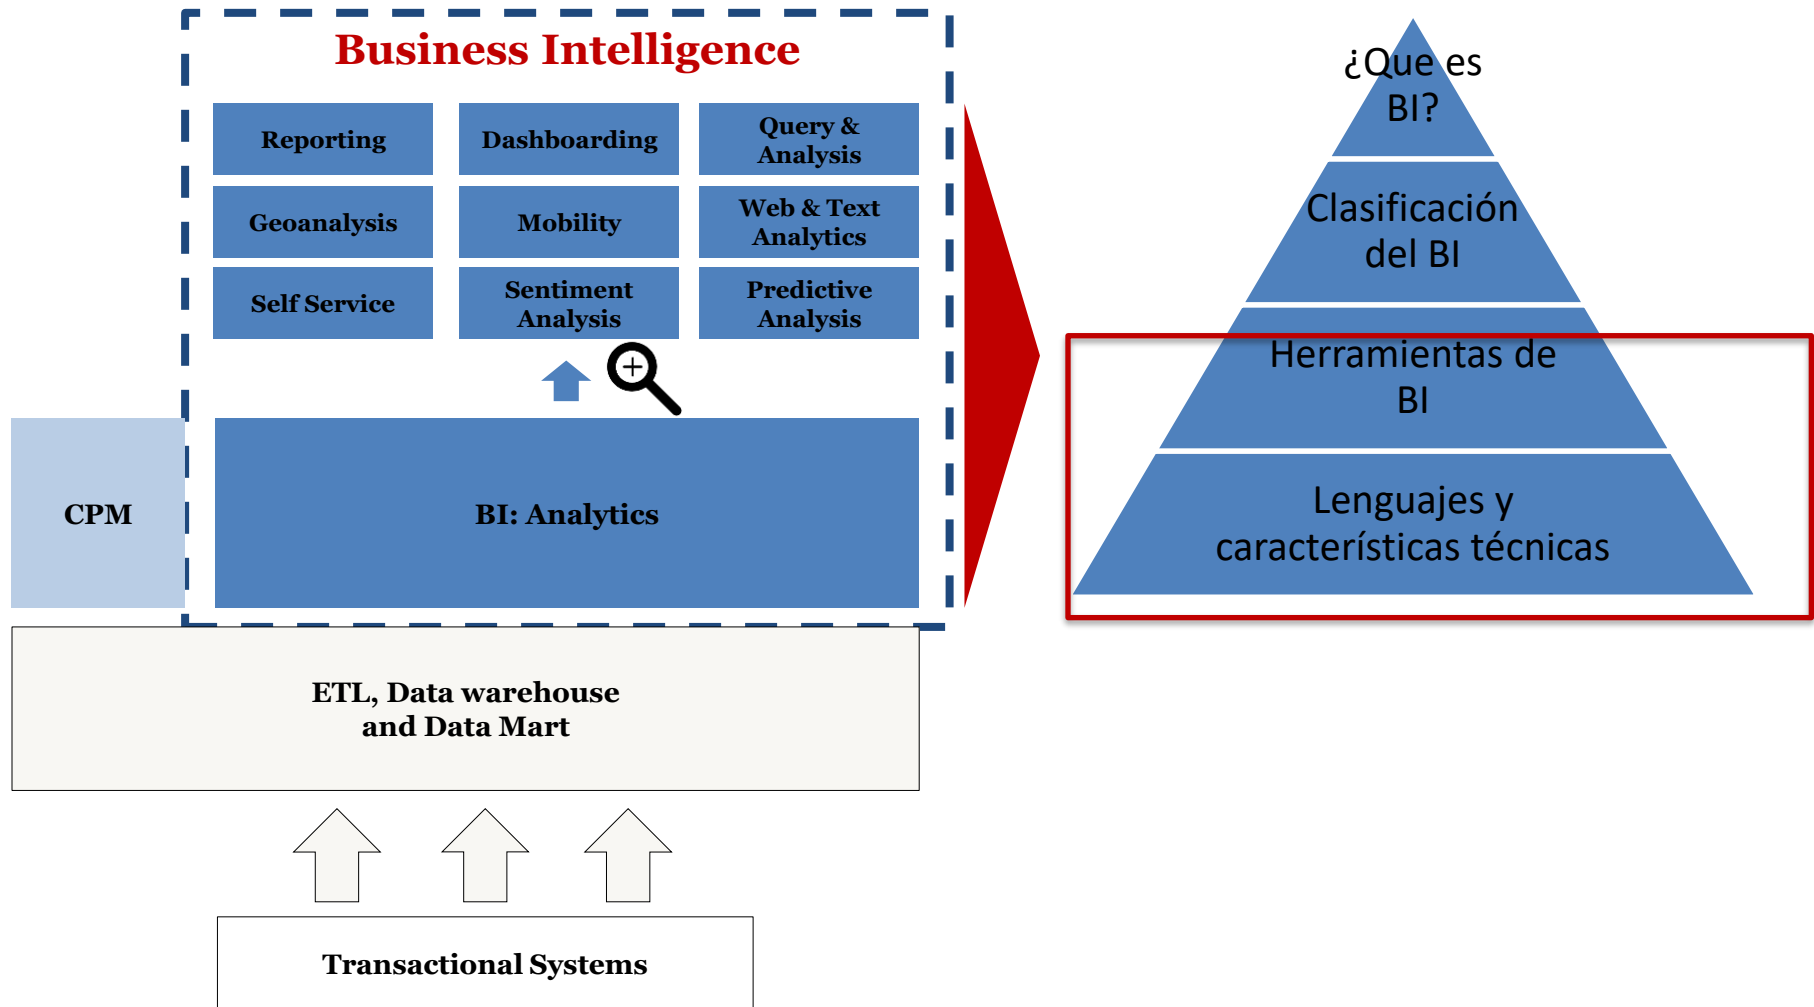 Business Intelligence
Reporting
Dashboarding
Query &
Analysis
Geoanalysis
Mobility
Web & Text
Analytics
Self Service
Sentiment
Analysis
Predictive
Analysis
CPM
BI: Analytics
ETL, Data warehouse
and Data Mart
Transactional Systems
¿Que es
BI?
Clasificación
del BI
Herramientas de
BI
Lenguajes y
características técnicas